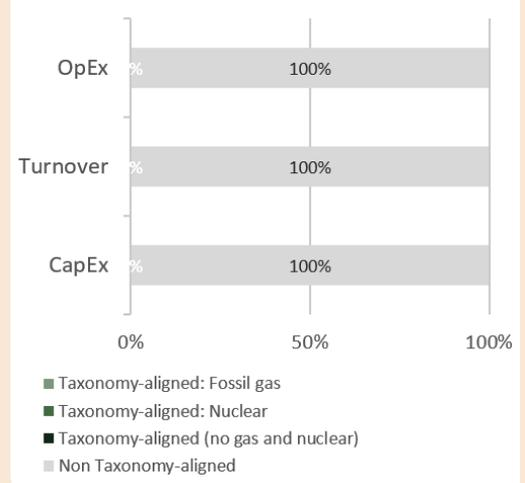 OpEx % 100%
Turnover % 100%
CapEx % 100%
0% 50% 100%
Taxonomy-aligned: Fossil gas
Taxonomy-aligned: Nuclear
Taxonomy-aligned (no gas and nuclear)
Non Taxonomy-aligned